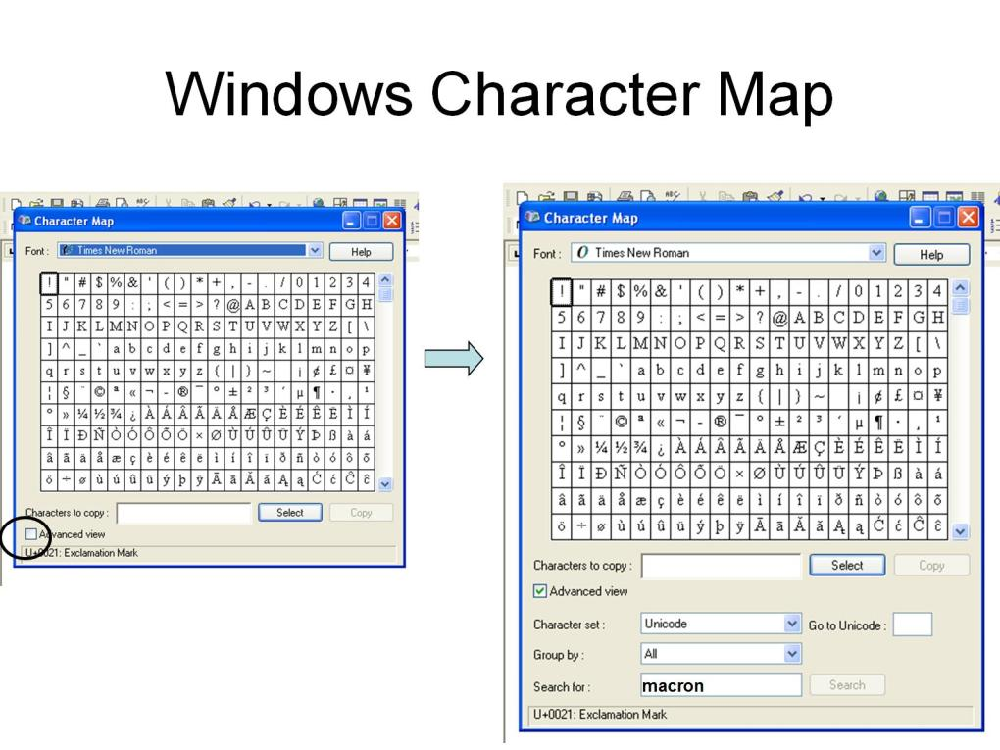 Windows Character Map
Character Map
Font : Times New Roman Help
! " # $ % & ' ( ) * + , - . / 0 1 2 3 4
5 6 7 8 9 : ; < = > ? @ A B C D E F G H
I J K L M N O P Q R S T U V W X Y Z [ \
] ^ _ ` a b c d e f g h i j k l m n o p
q r s t u v w x y z { | } ~ ¡ ¢ £ ¤ ¥
¦ § ¨ © ª « ¬ - ® ¯ ° ± ² ³ ´ µ ¶ · ¸ ¹
º » ¼ ½ ¾ ¿ À Á Â Ã Ä Å Æ Ç È É Ê Ë Ì Í
Î Ï Ð Ñ Ò Ó Ô Õ Ö × Ø Ù Ú Û Ü Ý Þ ß à á
â ã ä å æ ç è é ê ë ì í î ï ð ñ ò ó ô õ
ö ÷ ø ù ú û ü ý þ ÿ Ā ā Ă ă Ą ą Ć ć Ĉ ĉ
Characters to copy : Select Copy
Advanced view
U+0021: Exclamation Mark
Character Map
Font : Times New Roman Help
! " # $ % & ' ( ) * + , - . / 0 1 2 3 4
5 6 7 8 9 : ; < = > ? @ A B C D E F G H
I J K L M N O P Q R S T U V W X Y Z [ \
] ^ _ ` a b c d e f g h i j k l m n o p
q r s t u v w x y z { | } ~ ¡ ¢ £ ¤ ¥
¦ § ¨ © ª « ¬ - ® ¯ ° ± ² ³ ´ µ ¶ · ¸ ¹
º » ¼ ½ ¾ ¿ À Á Â Ã Ä Å Æ Ç È É Ê Ë Ì Í
Î Ï Ð Ñ Ò Ó Ô Õ Ö × Ø Ù Ú Û Ü Ý Þ ß à á
â ã ä å æ ç è é ê ë ì í î ï ð ñ ò ó ô õ
ö ÷ ø ù ú û ü ý þ ÿ Ā ā Ă ă Ą ą Ć ć Ĉ ĉ
Characters to copy : Select Copy
Advanced view
Character set : Unicode Go to Unicode :
Group by : All
Search for : macron Search
U+0021: Exclamation Mark